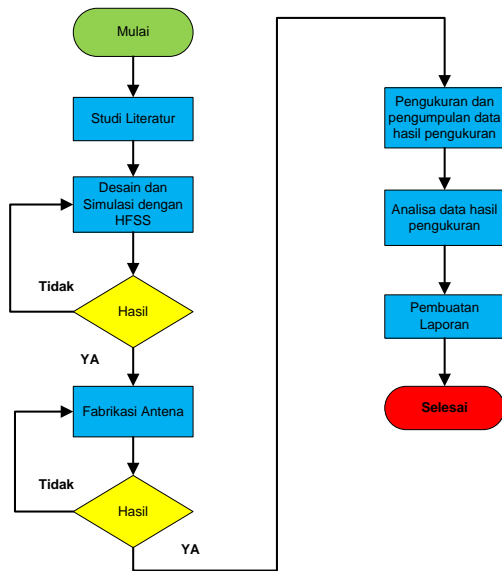 Mulai
Studi Literatur
Desain dan
Simulasi dengan
HFSS
Tidak
Hasil
YA
Fabrikasi Antena
Tidak
Hasil
YA
Pengukuran dan
pengumpulan data
hasil pengukuran
Analisa data hasil
pengukuran
Pembuatan
Laporan
Selesai